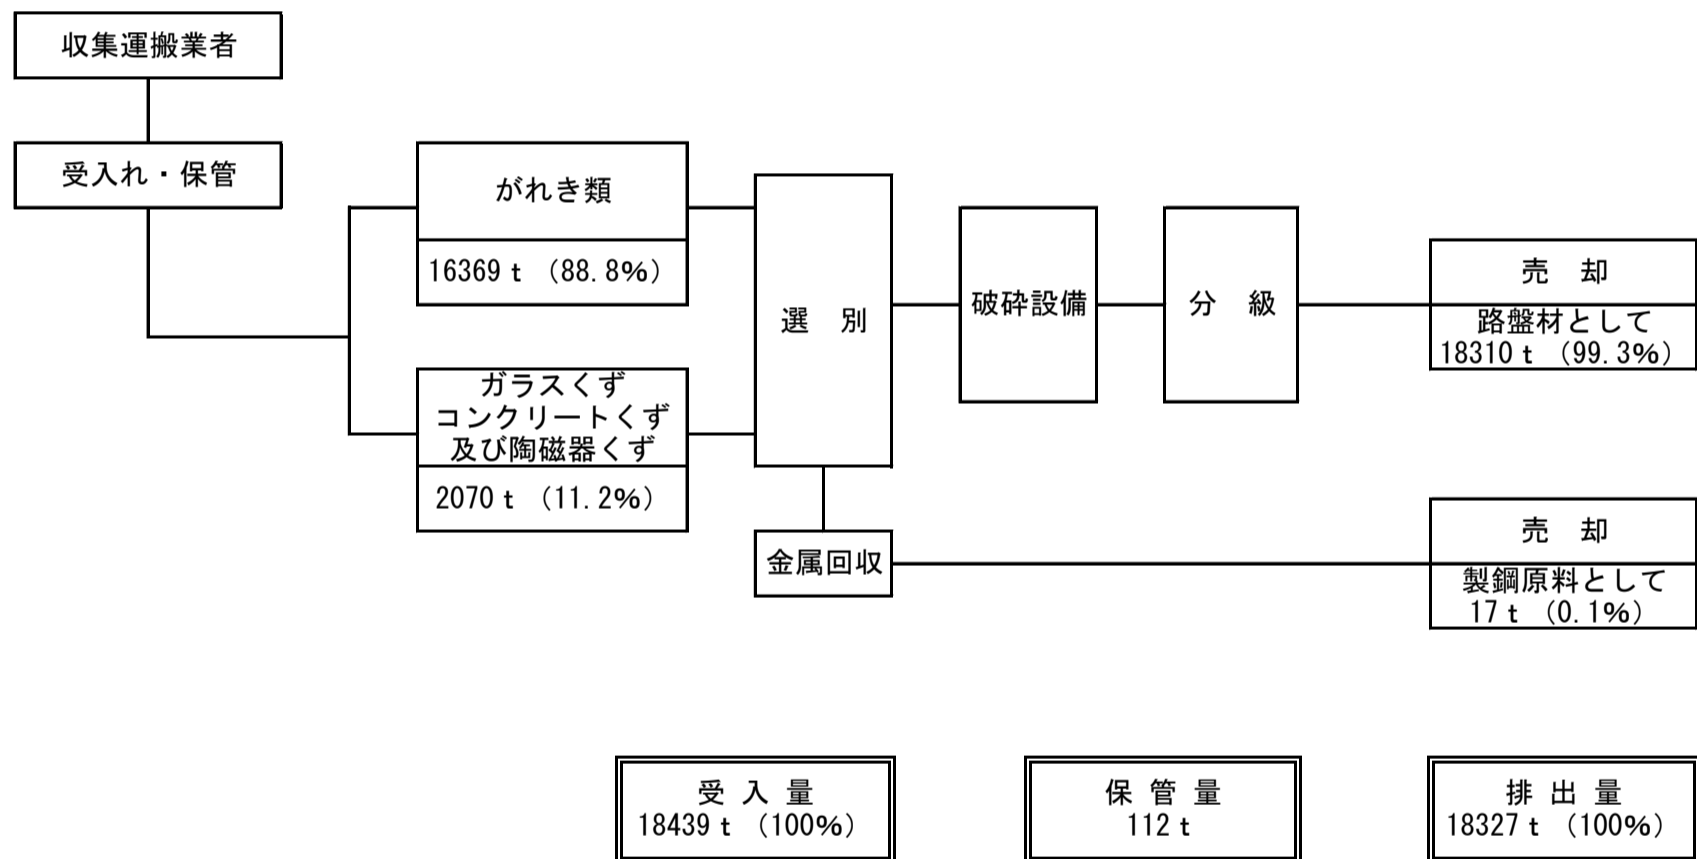 収集運搬業者
受入れ・保管
がれき類
16369ｔ（88.8%）
ガラスくず
コンクリートくず
及び陶磁器くず
2070ｔ（11.2%）
選　別
金属回収
破砕設備
分　級
売　却
路盤材として
18310ｔ（99.3%）
売　却
製鋼原料として
17ｔ（0.1%）
受 入 量
18439ｔ（100%）
保 管 量
112ｔ
排 出 量
18327ｔ（100%）